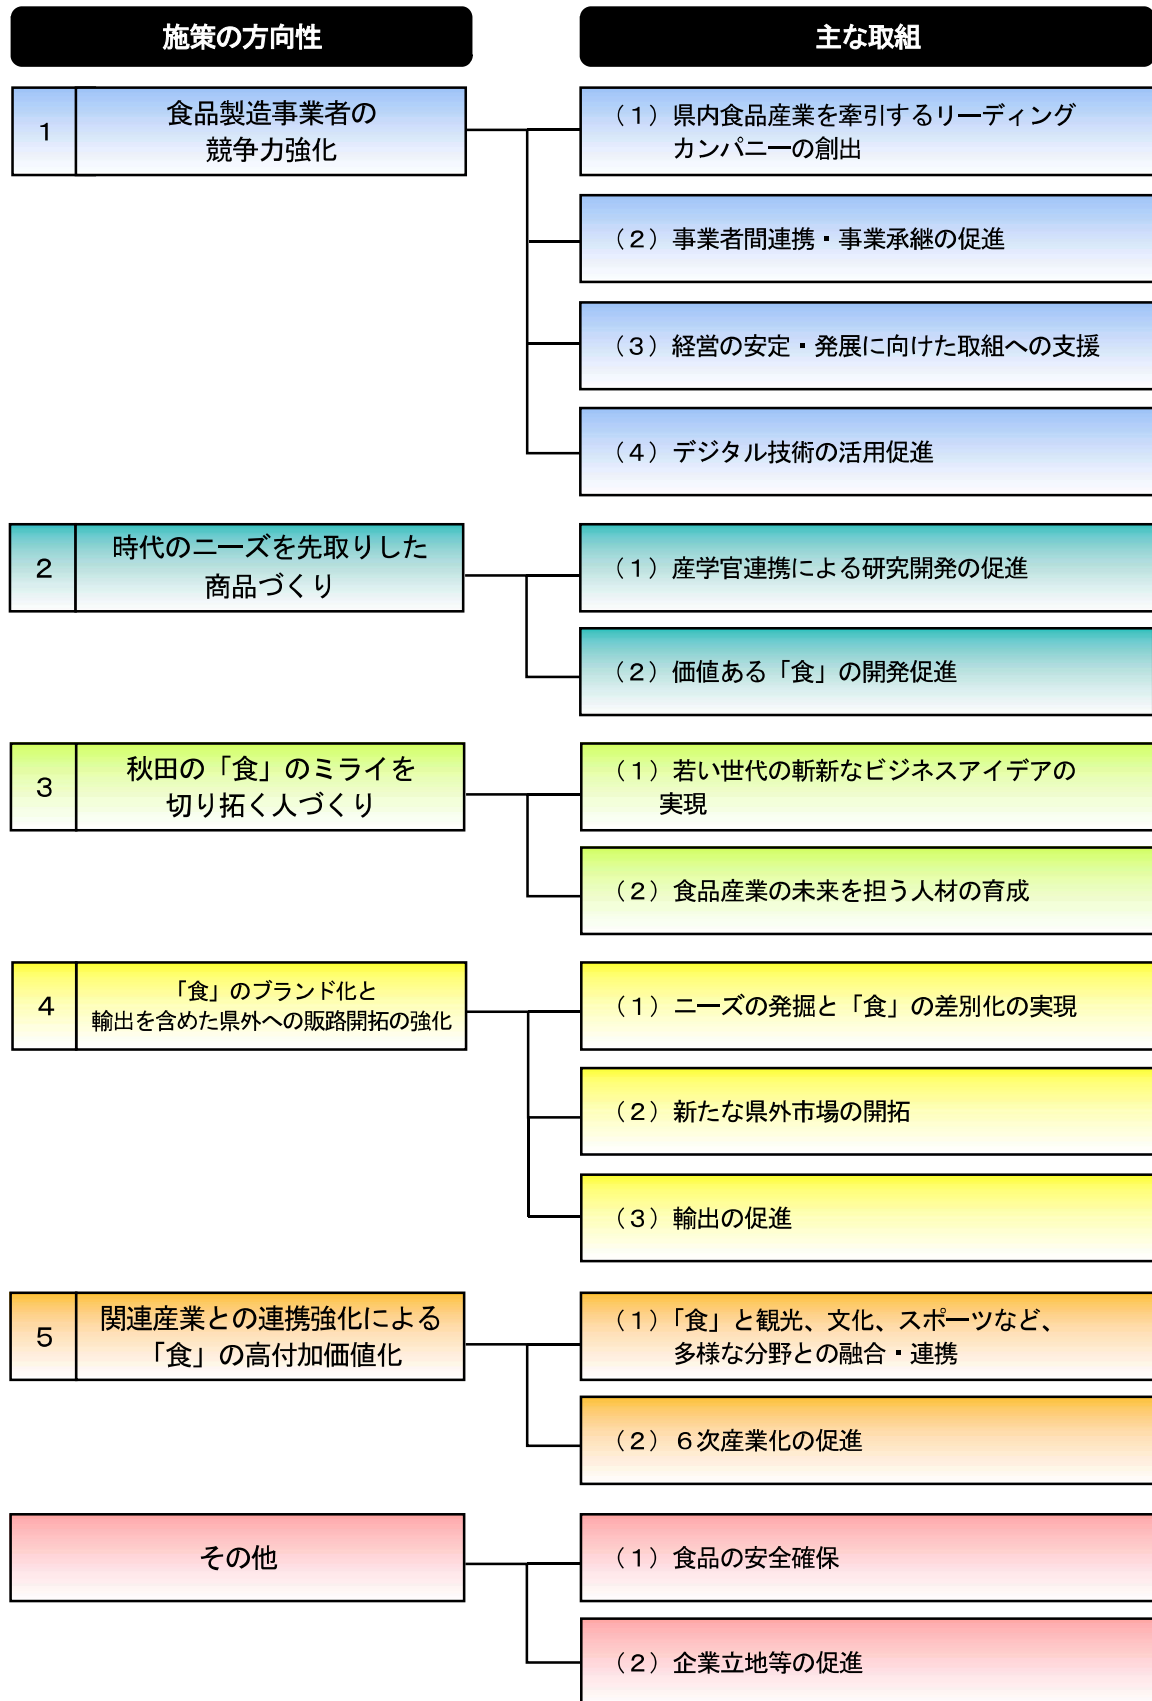 施策の方向性
主な取組
1
食品製造事業者の
競争力強化
（1）県内食品産業を牽引するリーディング
カンパニーの創出
（2）事業者間連携・事業承継の促進
（3）経営の安定・発展に向けた取組への支援
（4）デジタル技術の活用促進
2
時代のニーズを先取りした
商品づくり
（1）産学官連携による研究開発の促進
（2）価値ある「食」の開発促進
3
秋田の「食」のミライを
切り拓く人づくり
（1）若い世代の斬新なビジネスアイデアの
実現
（2）食品産業の未来を担う人材の育成
4
「食」のブランド化と
輸出を含めた県外への販路開拓の強化
（1）ニーズの発掘と「食」の差別化の実現
（2）新たな県外市場の開拓
（3）輸出の促進
5
関連産業との連携強化による
「食」の高付加価値化
（1）「食」と観光、文化、スポーツなど、
多様な分野との融合・連携
（2）６次産業化の促進
その他
（1）食品の安全確保
（2）企業立地等の促進